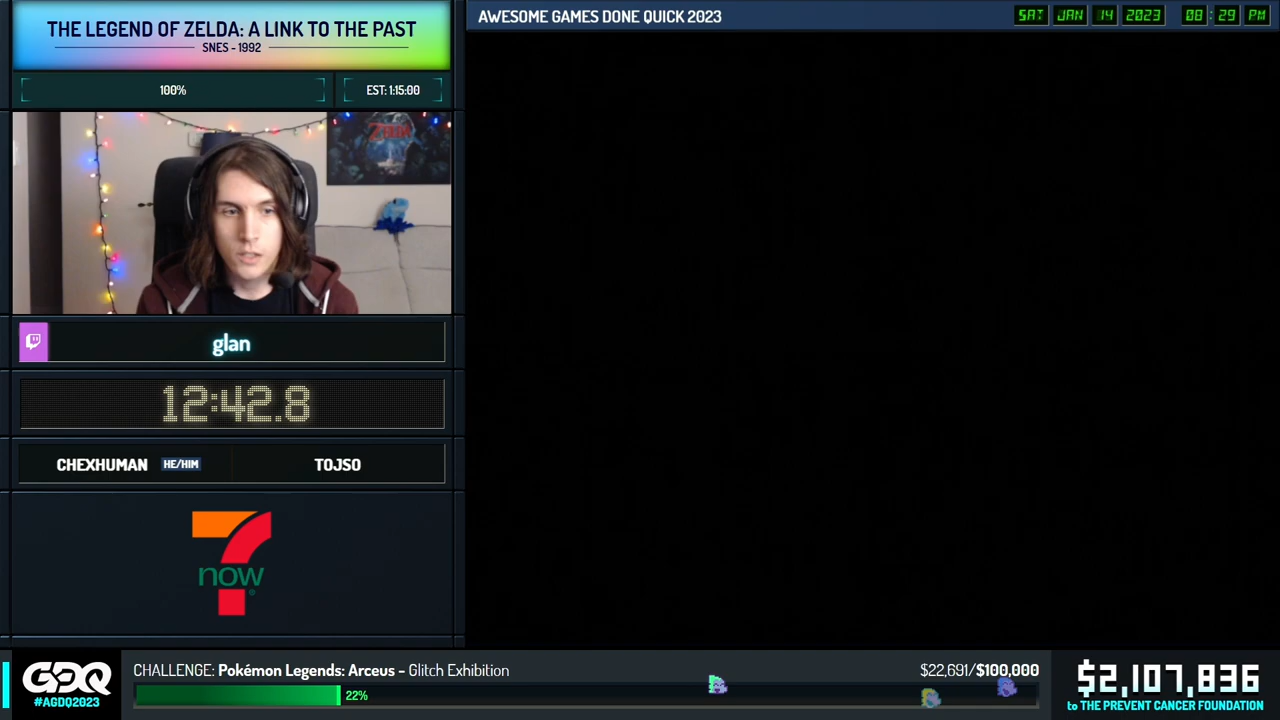 THE LEGEND OF ZELDA: A LINK TO THE PAST
SNES - 1992
100%
EST: 1:15:00
AWESOME GAMES DONE QUICK 2023
SAT JAN 14 2023 08:29 PM
ZELDA
glan
12:42.8
CHEXHUMAN HE/HIM TOJSO
7
now
GDQ
#AGDQ2023
CHALLENGE: Pokémon Legends: Arceus - Glitch Exhibition
$22,691/$100,000
22%
$2,107,836
to THE PREVENT CANCER FOUNDATION